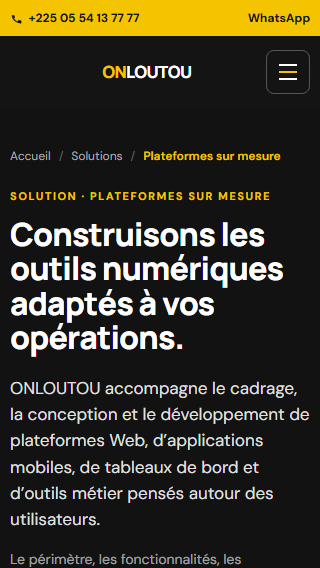 +225 05 54 13 77 77 WhatsApp
ONLOUTOU
Accueil / Solutions / Plateformes sur mesure
SOLUTION · PLATEFORMES SUR MESURE
Construisons les
outils numériques
adaptés à vos
opérations.
ONLOUTOU accompagne le cadrage,
la conception et le développement de
plateformes Web, d’applications
mobiles, de tableaux de bord et
d’outils métier pensés autour des
utilisateurs.
Le périmètre, les fonctionnalités, les